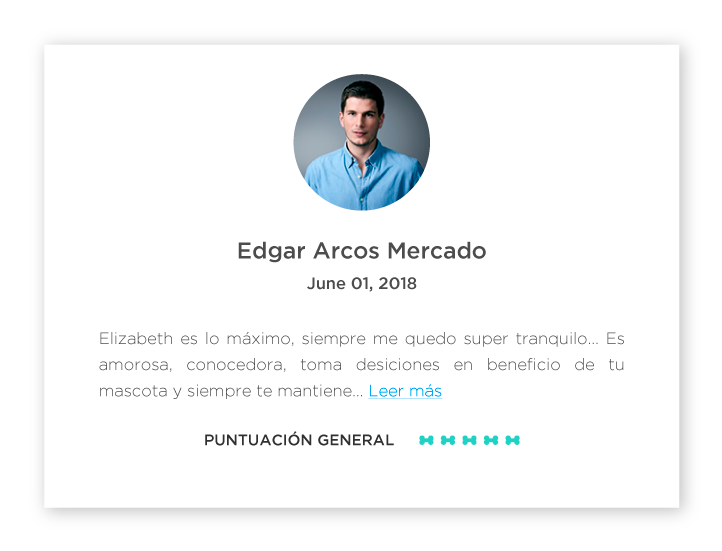 Edgar Arcos Mercado
June 01, 2018
Elizabeth es lo máximo, siempre me quedo super tranquilo... Es
amorosa, conocedora, toma desiciones en beneficio de tu
mascota y siempre te mantiene... Leer más
PUNTUACIÓN GENERAL